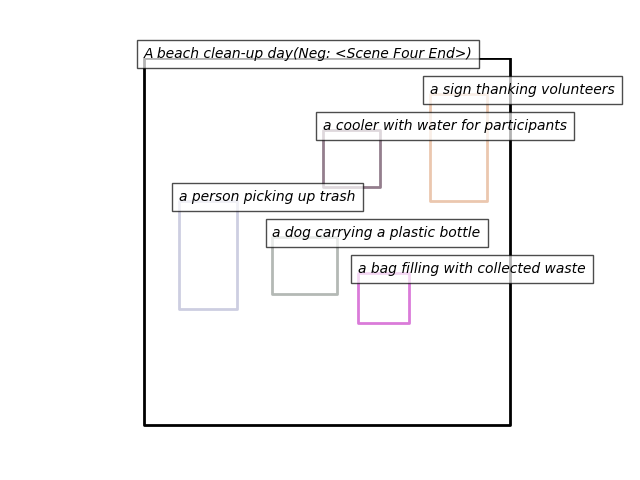 A beach clean-up day(Neg: <Scene Four End>)
a sign thanking volunteers
a cooler with water for participants
a person picking up trash
a dog carrying a plastic bottle
a bag filling with collected waste